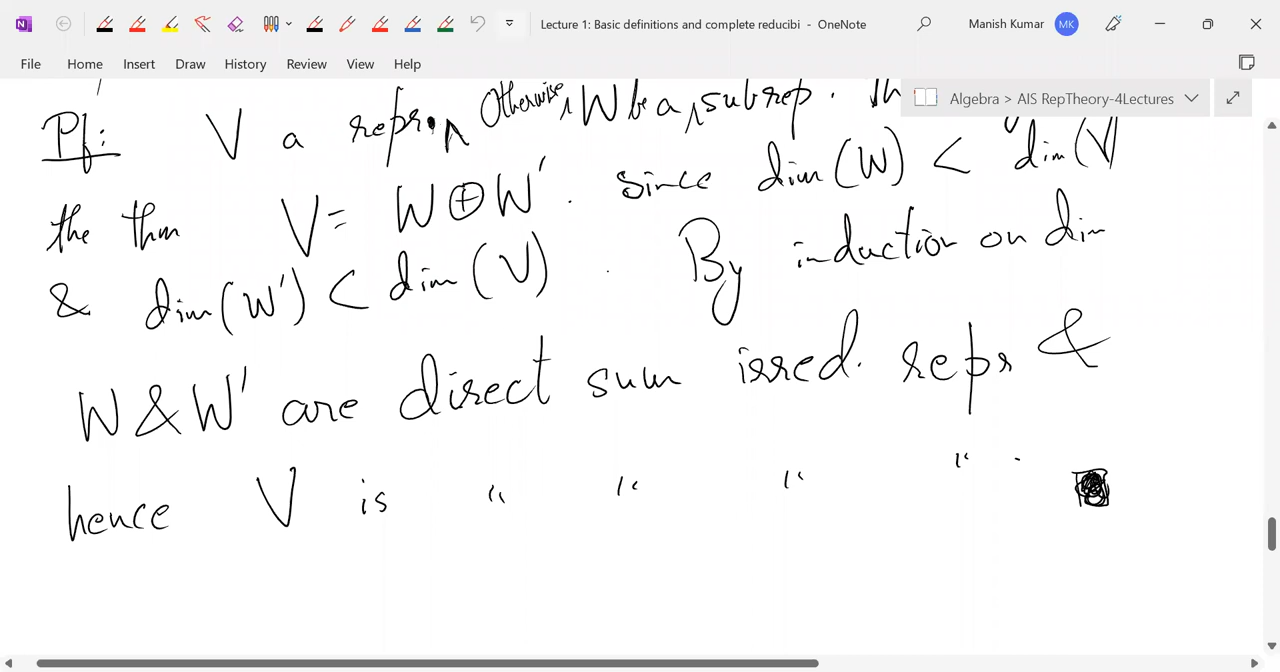 Lecture 1: Basic definitions and complete reducibi - OneNote
Manish Kumar MK
File Home Insert Draw History Review View Help
Algebra > AIS RepTheory-4Lectures
Pf: V a repr. Otherwise, W be a subrep. Th
the thm V = W ⊕ W'. Since dim(W) < dim(V)
& dim(W') < dim(V). By induction on dim
W & W' are direct sum irred. reprs &
hence V is " " " " .